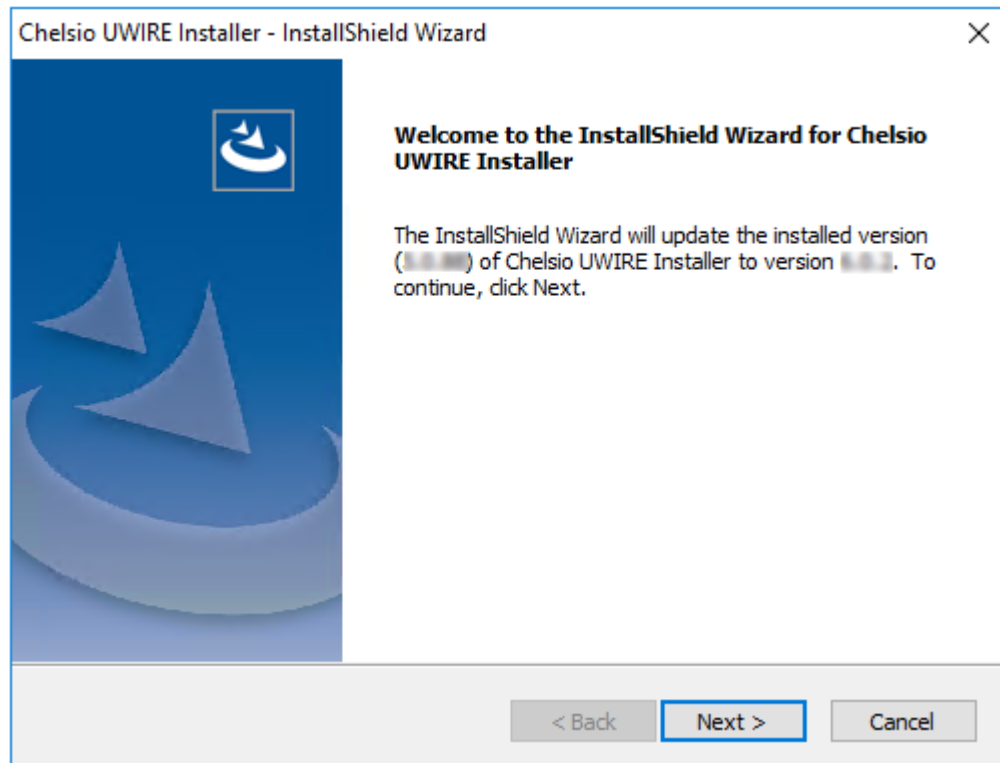 Chelsio UWIRE Installer - InstallShield Wizard
Welcome to the InstallShield Wizard for Chelsio
UWIRE Installer
The InstallShield Wizard will update the installed version
() of Chelsio UWIRE Installer to version . To
continue, click Next.
< Back Next > Cancel